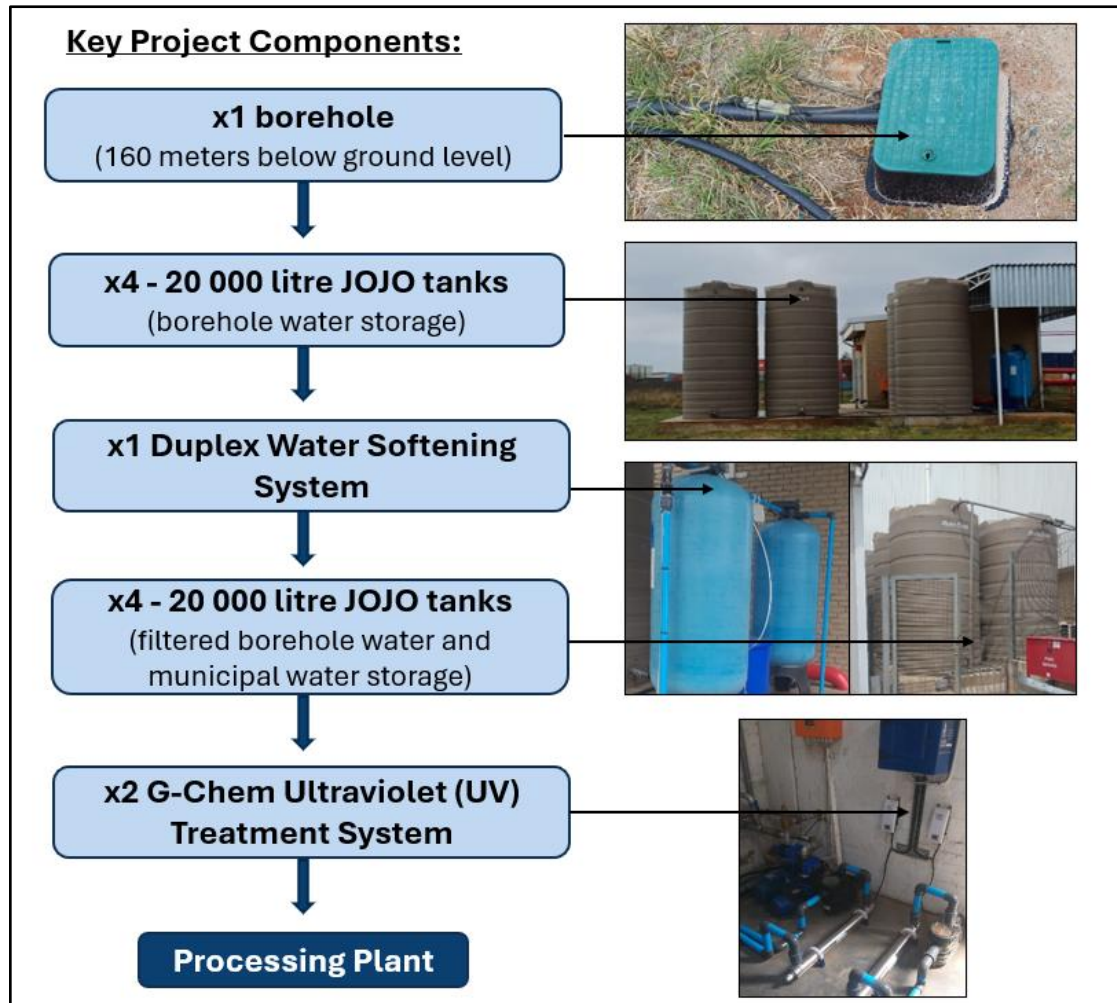 Key Project Components:
x1 borehole
(160 meters below ground level)
x4 - 20 000 litre JOJO tanks
(borehole water storage)
x1 Duplex Water Softening
System
x4 - 20 000 litre JOJO tanks
(filtered borehole water and
municipal water storage)
x2 G-Chem Ultraviolet (UV)
Treatment System
Processing Plant